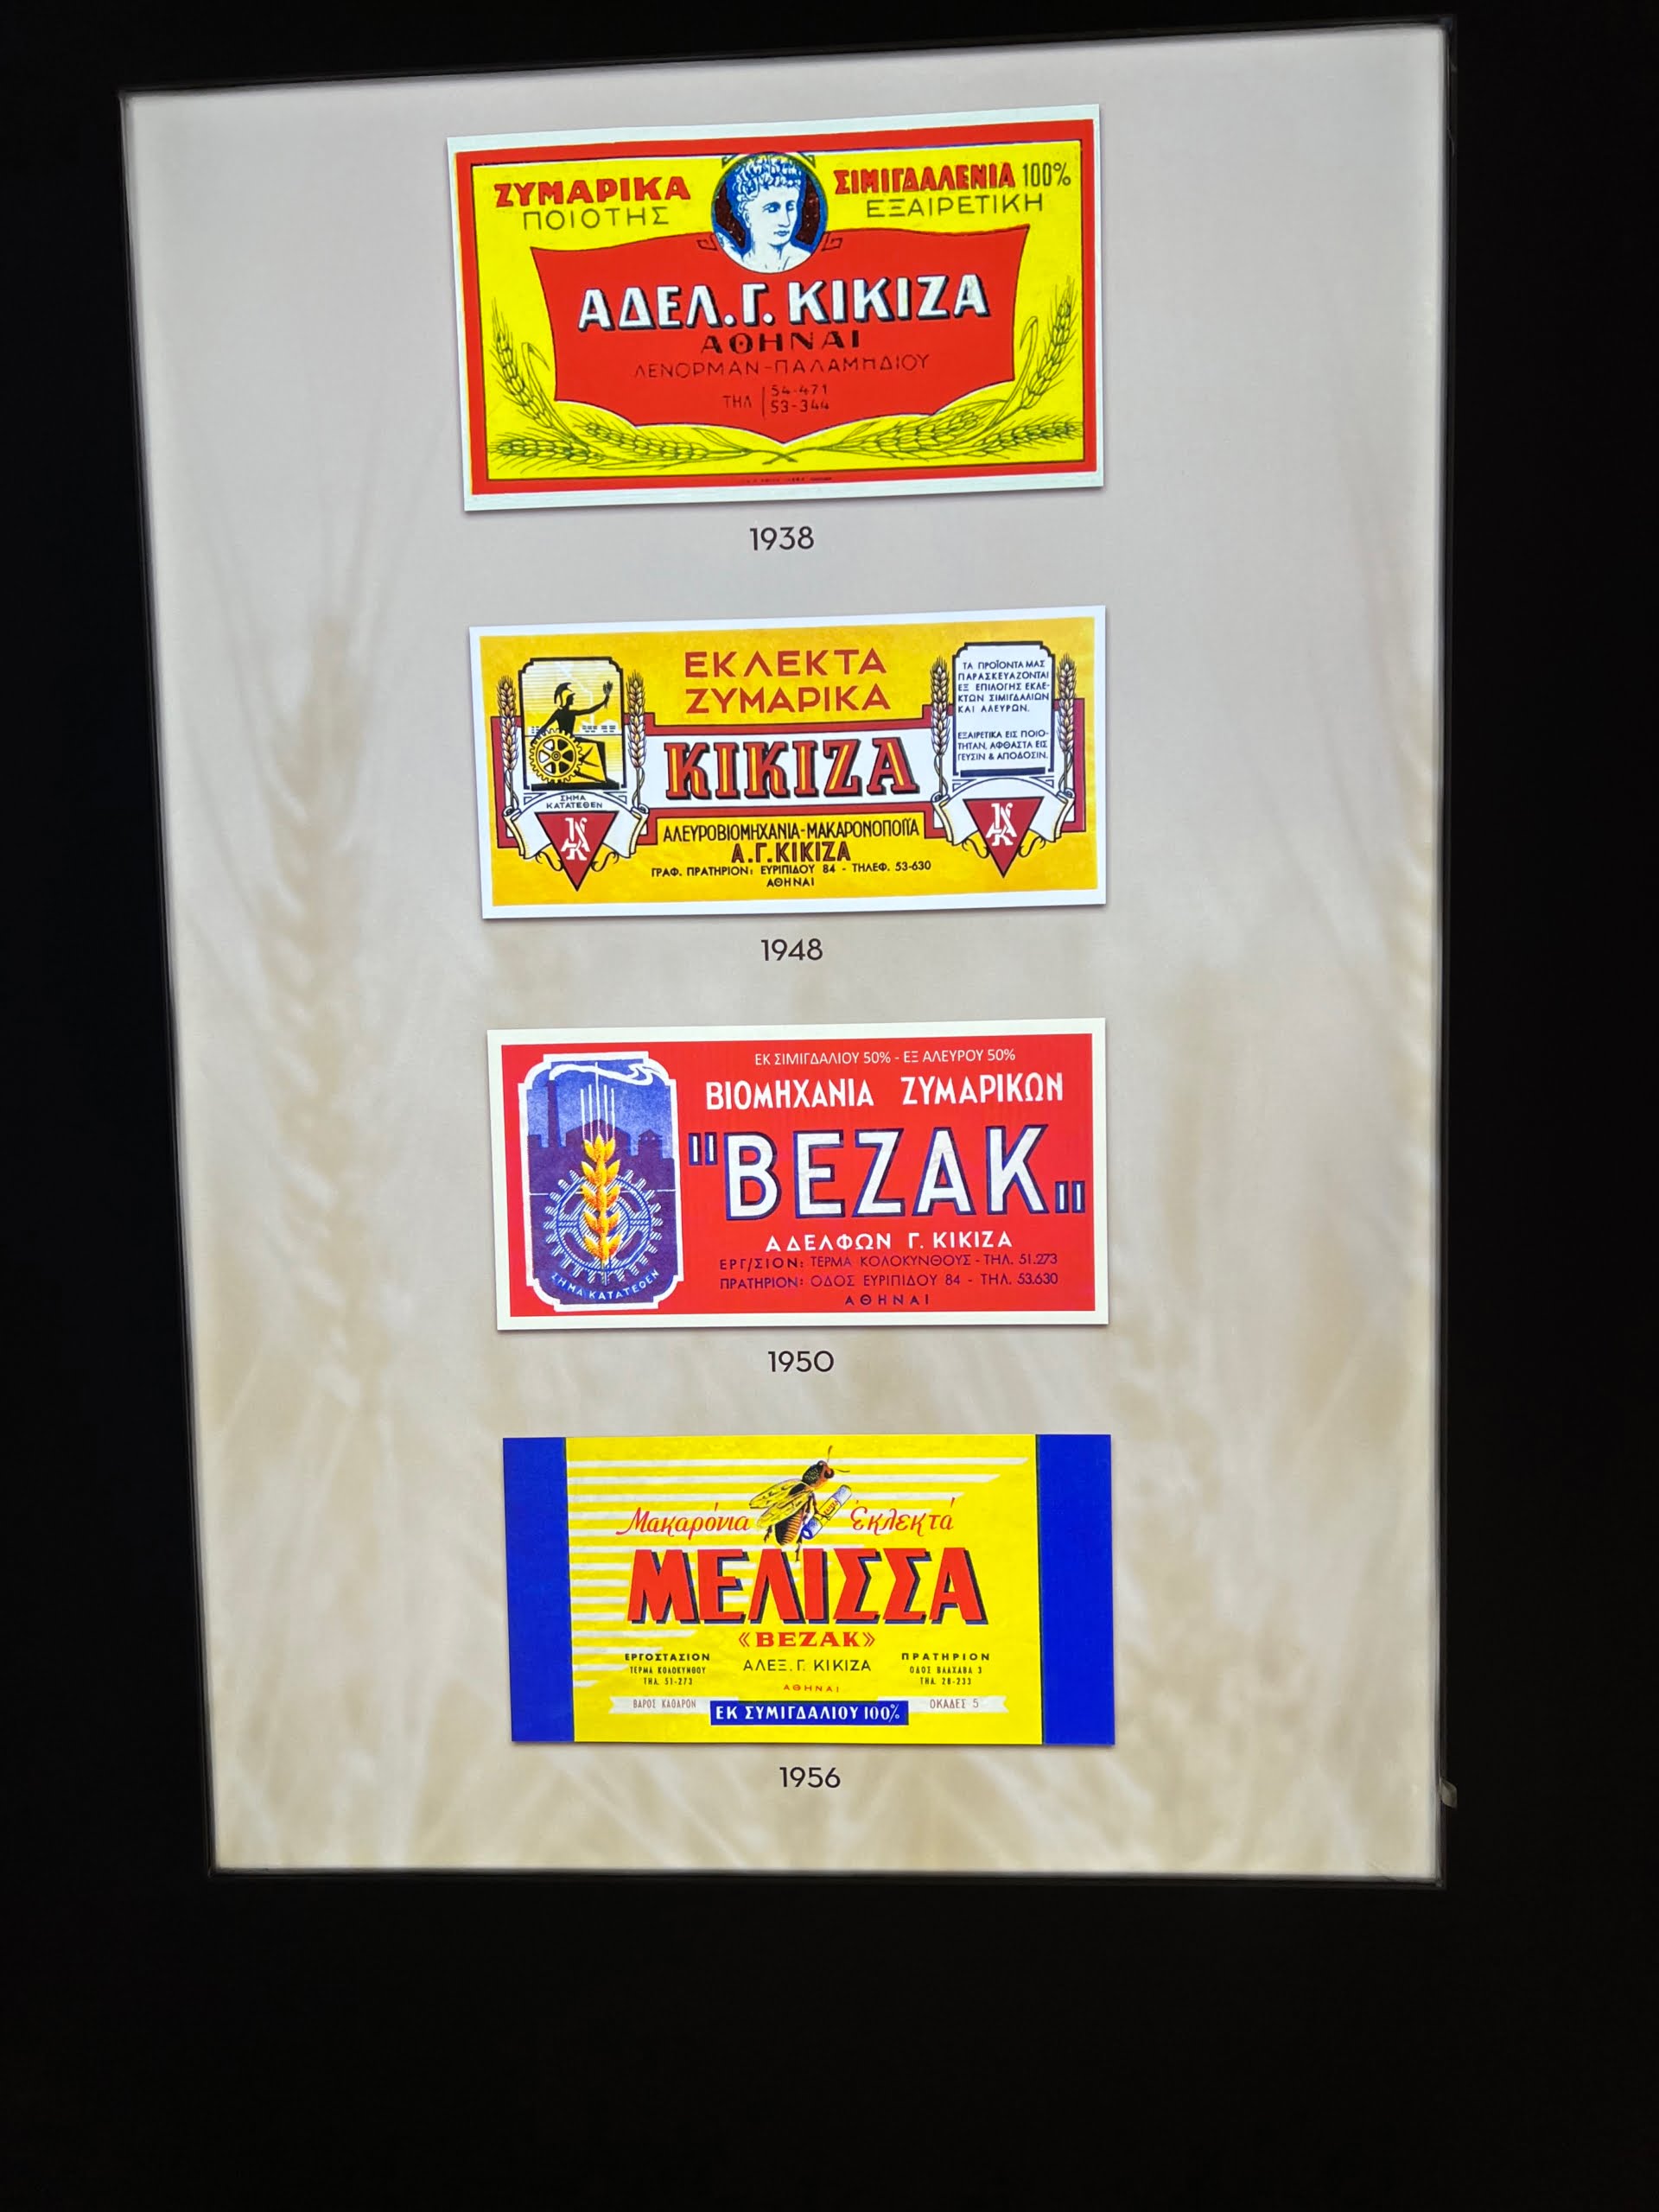 ΖΥΜΑΡΙΚΑ
ΠΟΙΟΤΗΣ
ΣΙΜΙΓΔΑΛΕΝΙΑ 100%
ΕΞΑΙΡΕΤΙΚΗ
ΑΔΕΛ.Γ. ΚΙΚΙΖΑ
ΑΘΗΝΑΙ
ΛΕΝΟΡΜΑΝ-ΠΑΛΑΜΗΔΙΟΥ
ΤΗΛ
54-471
53-344
1938
ΕΚΛΕΚΤΑ
ΖΥΜΑΡΙΚΑ
ΚΙΚΙΖΑ
ΣΗΜΑ
ΚΑΤΑΤΕΘΕΝ
ΑΛΕΥΡΟΒΙΟΜΗΧΑΝΙΑ-ΜΑΚΑΡΟΝΟΠΟΙΪΑ
Α.Γ.ΚΙΚΙΖΑ
ΓΡΑΦ. ΠΡΑΤΗΡΙΟΝ: ΕΥΡΙΠΙΔΟΥ 84 - ΤΗΛΕΦ. 53-630
ΑΘΗΝΑΙ
ΤΑ ΠΡΟΪΟΝΤΑ ΜΑΣ
ΠΑΡΑΣΚΕΥΑΖΟΝΤΑΙ
ΕΞ ΕΠΙΛΟΓΗΣ ΕΚΛΕ-
ΚΤΩΝ ΣΙΜΙΓΔΑΛΙΩΝ
ΚΑΙ ΑΛΕΥΡΩΝ.
ΕΞΑΙΡΕΤΙΚΑ ΕΙΣ ΠΟΙΟ-
ΤΗΤΑΝ, ΑΦΘΑΣΤΑ ΕΙΣ
ΓΕΥΣΙΝ & ΑΠΟΔΟΣΙΝ.
1948
ΕΚ ΣΙΜΙΓΔΑΛΙΟΥ 50% - ΕΞ ΑΛΕΥΡΟΥ 50%
ΒΙΟΜΗΧΑΝΙΑ ΖΥΜΑΡΙΚΩΝ
"ΒΕΖΑΚ"
ΑΔΕΛΦΩΝ Γ. ΚΙΚΙΖΑ
ΕΡΓ/ΣΙΟΝ: ΤΕΡΜΑ ΚΟΛΟΚΥΝΘΟΥΣ - ΤΗΛ. 51.273
ΠΡΑΤΗΡΙΟΝ: ΟΔΟΣ ΕΥΡΙΠΙΔΟΥ 84 - ΤΗΛ. 53.630
ΑΘΗΝΑΙ
ΣΗΜΑ ΚΑΤΑΤΕΘΕΝ
1950
Μακαρόνια Ἐκλεκτά
ΜΕΛΙΣΣΑ
«ΒΕΖΑΚ»
ΑΛΕΞ. Γ. ΚΙΚΙΖΑ
ΑΘΗΝΑΙ
ΕΡΓΟΣΤΑΣΙΟΝ
ΤΕΡΜΑ ΚΟΛΟΚΥΝΘΟΥ
ΤΗΛ. 51-273
ΠΡΑΤΗΡΙΟΝ
ΟΔΟΣ ΒΛΑΧΑΒΑ 3
ΤΗΛ. 28-233
ΒΑΡΟΣ ΚΑΘΑΡΟΝ
ΕΚ ΣΥΜΙΓΔΑΛΙΟΥ 100%
ΟΚΑΔΕΣ 5
1956